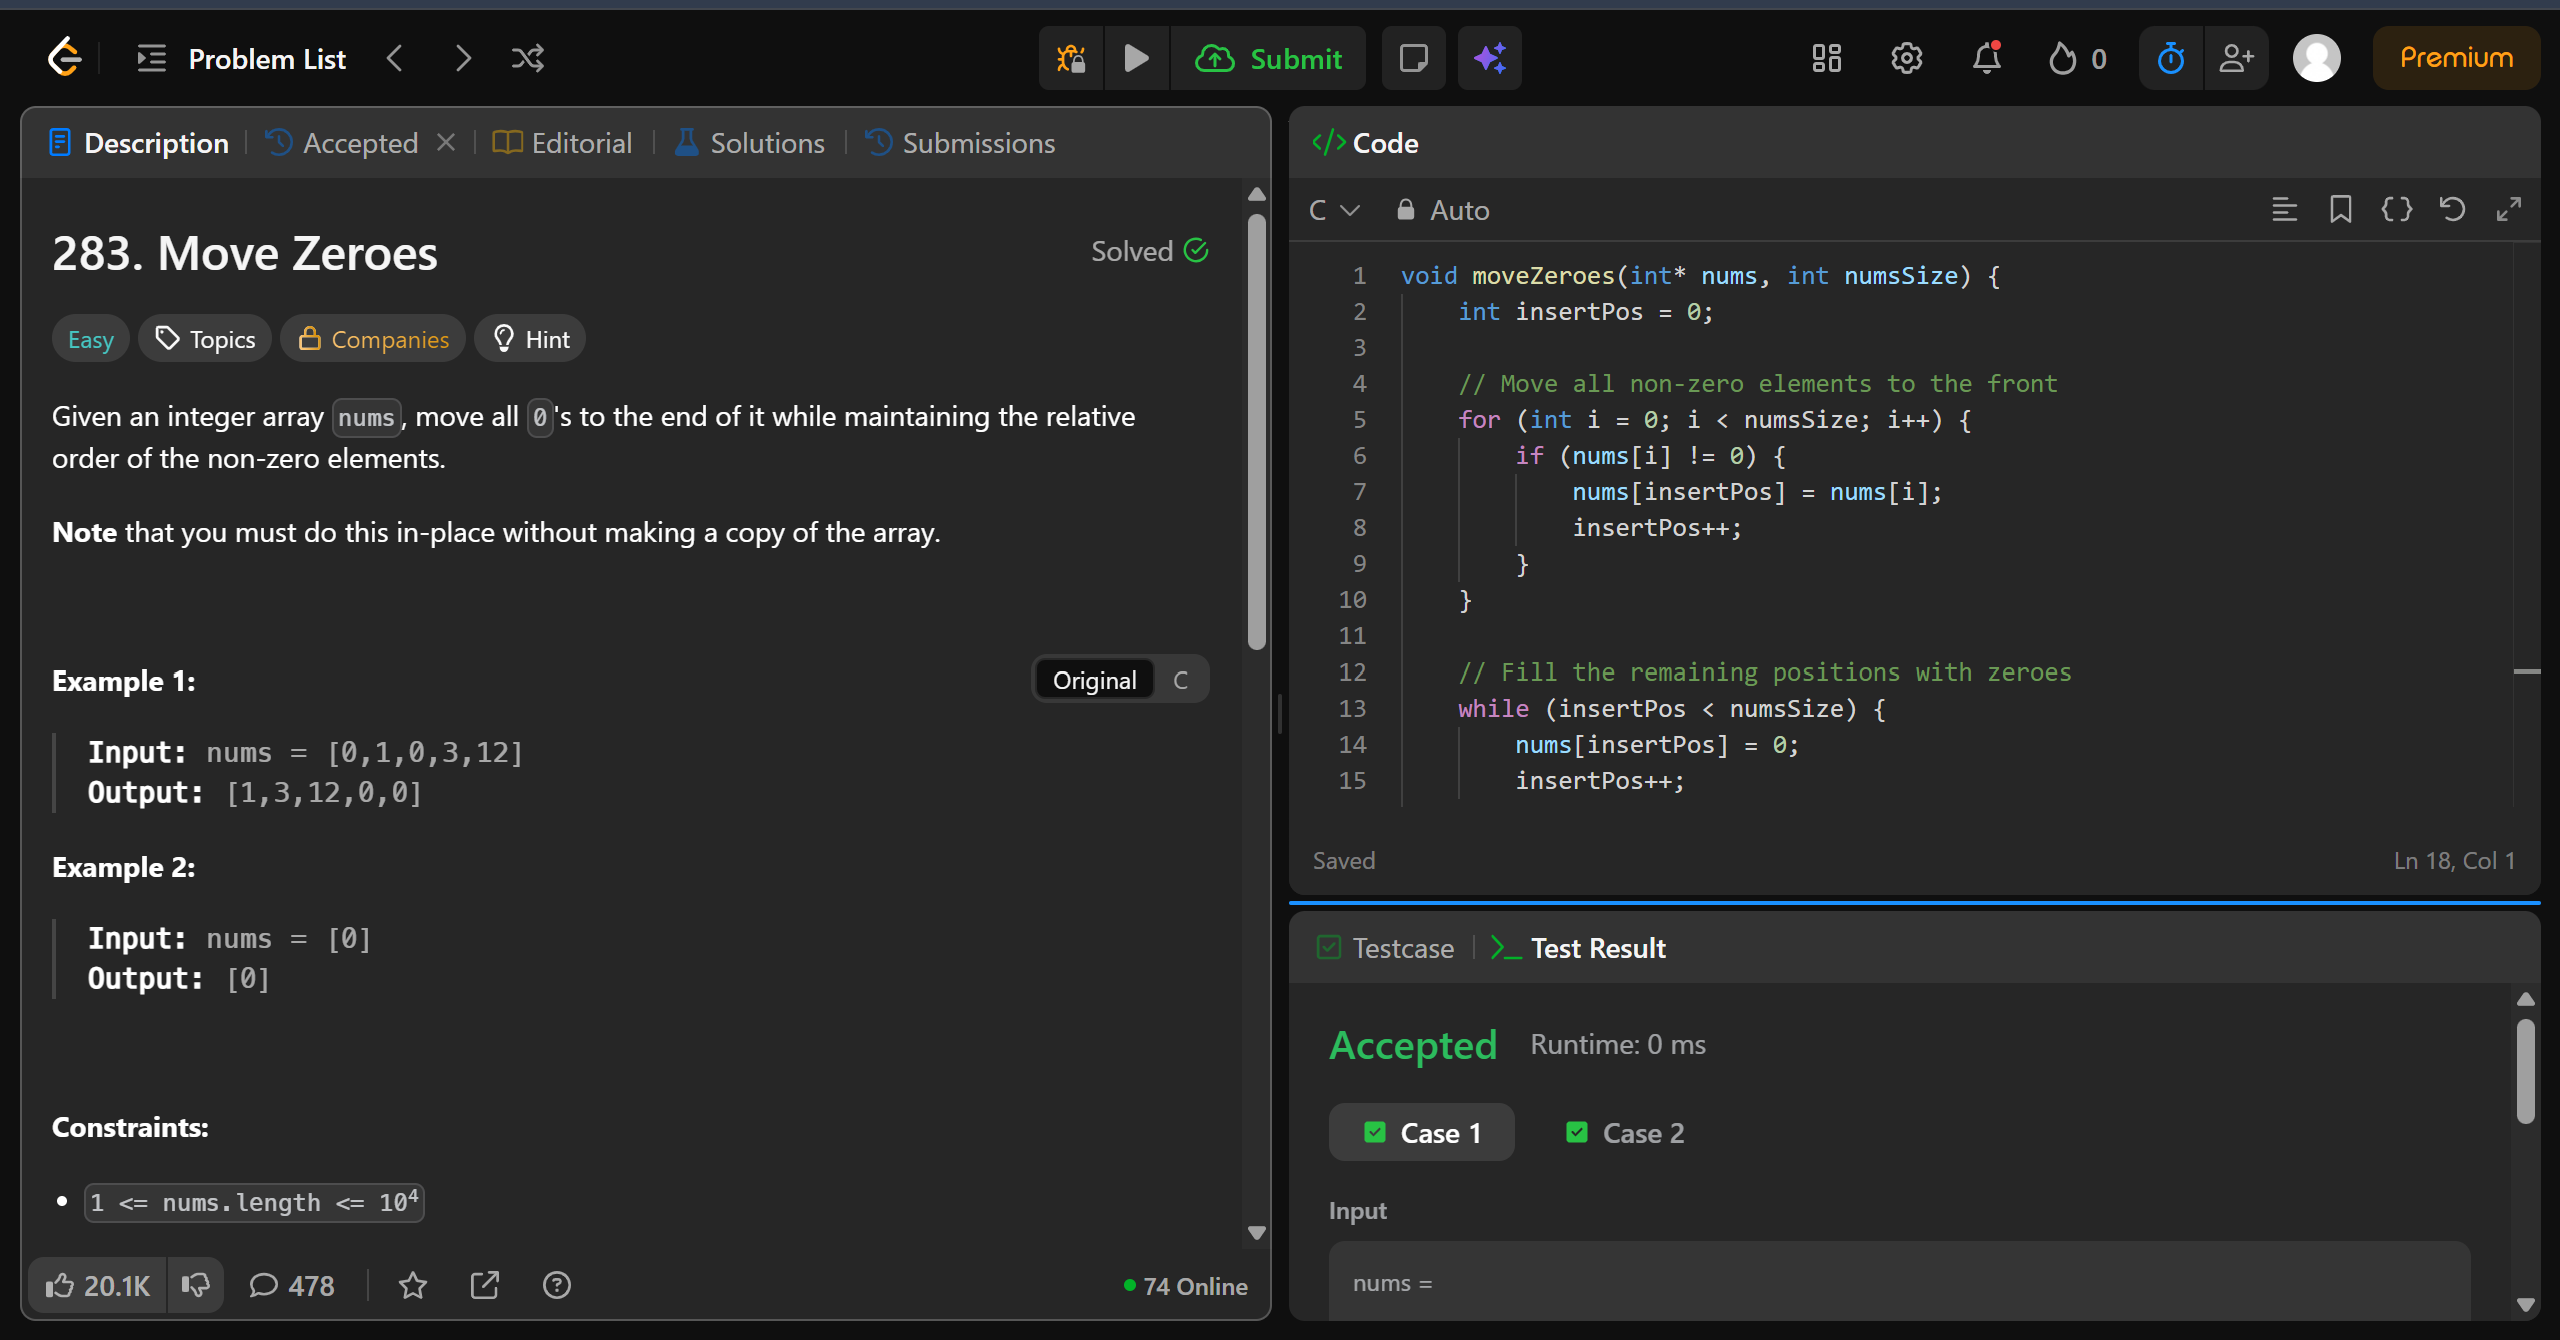 Problem List
Submit
0
Premium
Description
Accepted
Editorial
Solutions
Submissions
283. Move Zeroes
Solved
Easy
Topics
Companies
Hint
Given an integer array nums, move all 0's to the end of it while maintaining the relative
order of the non-zero elements.
Note that you must do this in-place without making a copy of the array.
Example 1:
Original
C
Input: nums = [0,1,0,3,12]
Output: [1,3,12,0,0]
Example 2:
Input: nums = [0]
Output: [0]
Constraints:
1 <= nums.length <= 10⁴
20.1K
478
74 Online
</> Code
C
Auto
1 void moveZeroes(int* nums, int numsSize) {
2     int insertPos = 0;
3
4     // Move all non-zero elements to the front
5     for (int i = 0; i < numsSize; i++) {
6         if (nums[i] != 0) {
7             nums[insertPos] = nums[i];
8             insertPos++;
9         }
10     }
11
12     // Fill the remaining positions with zeroes
13     while (insertPos < numsSize) {
14         nums[insertPos] = 0;
15         insertPos++;
Saved
Ln 18, Col 1
Testcase
Test Result
Accepted
Runtime: 0 ms
Case 1
Case 2
Input
nums =